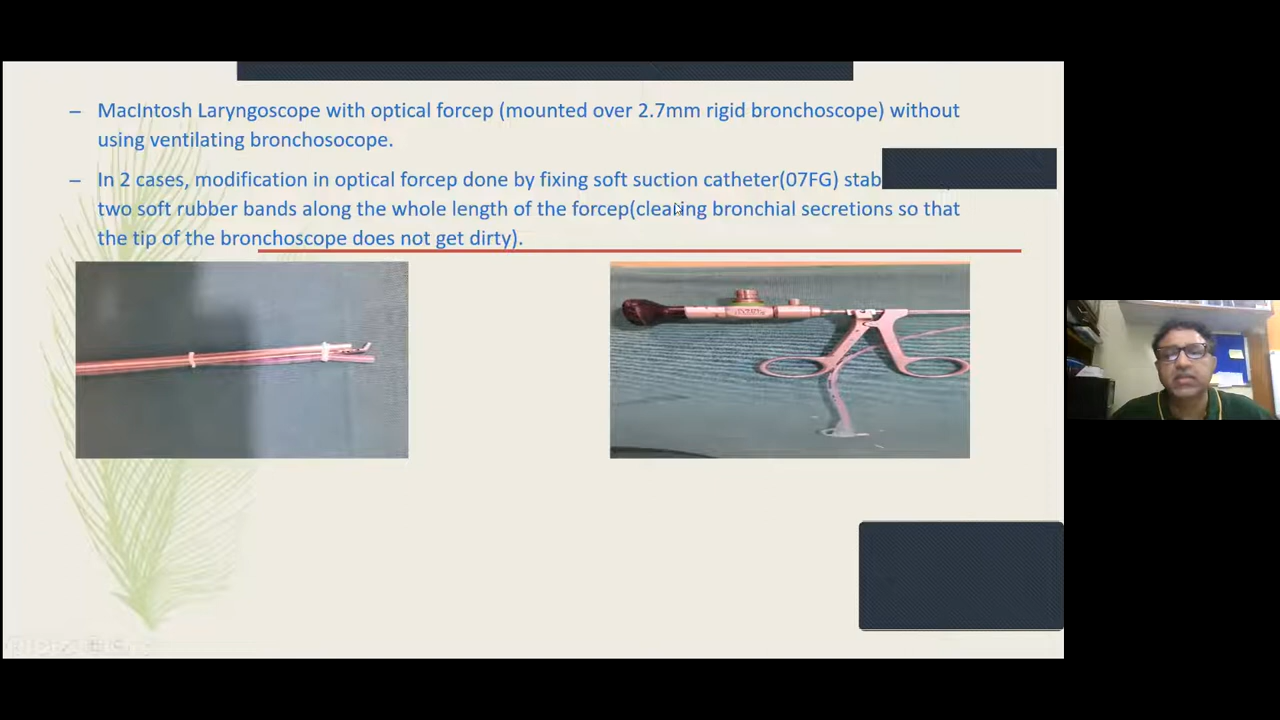 – MacIntosh Laryngoscope with optical forcep (mounted over 2.7mm rigid bronchoscope) without
using ventilating bronchosocope.
– In 2 cases, modification in optical forcep done by fixing soft suction catheter(07FG) stab
two soft rubber bands along the whole length of the forcep(clearing bronchial secretions so that
the tip of the bronchoscope does not get dirty).